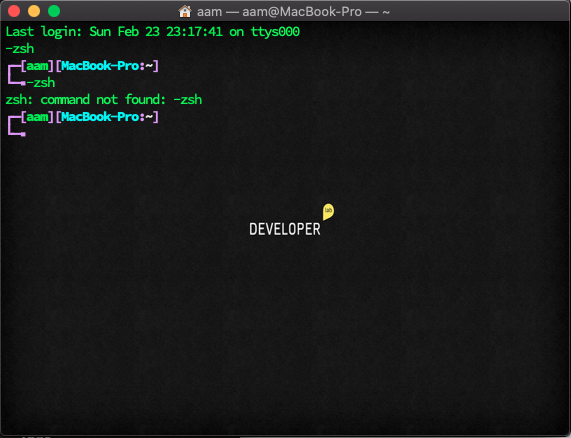 aam — aam@MacBook-Pro — ~
Last login: Sun Feb 23 23:17:41 on ttys000
-zsh
┌─[aam][MacBook-Pro:~]
└─▪-zsh
zsh: command not found: -zsh
┌─[aam][MacBook-Pro:~]
└─▪
lab
DEVELOPER